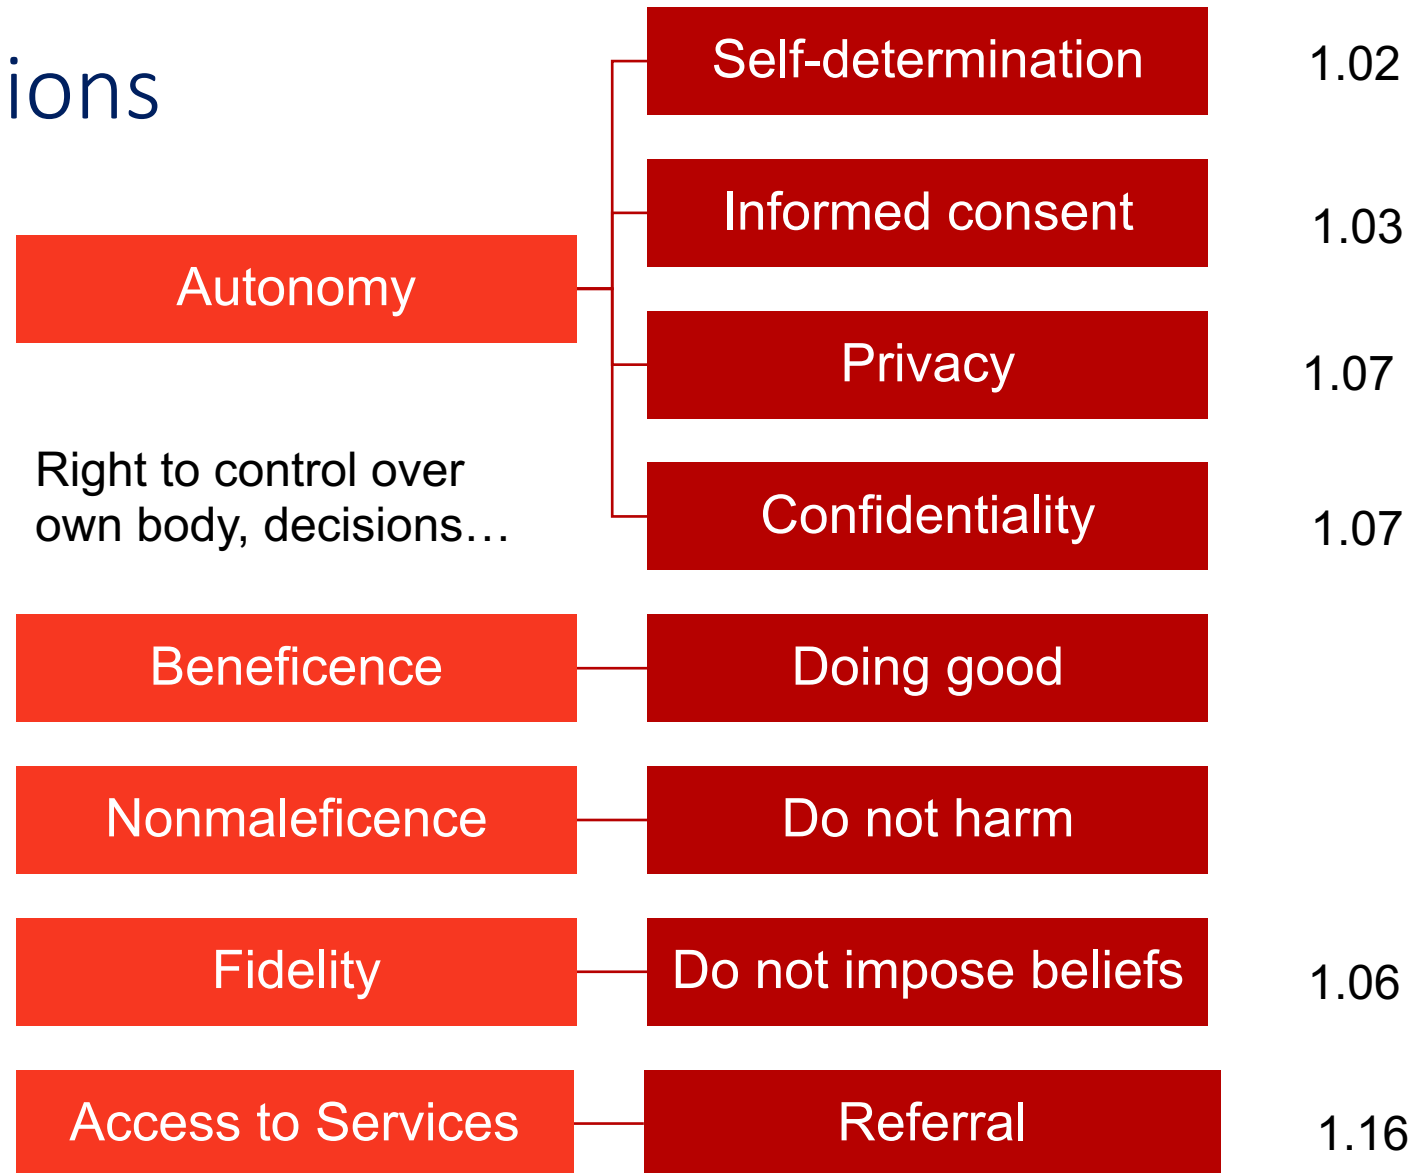 ions
Self-determination
1.02
Informed consent
1.03
Autonomy
Privacy
1.07
Right to control over
own body, decisions…
Confidentiality
1.07
Beneficence
Doing good
Nonmaleficence
Do not harm
Fidelity
Do not impose beliefs
1.06
Access to Services
Referral
1.16